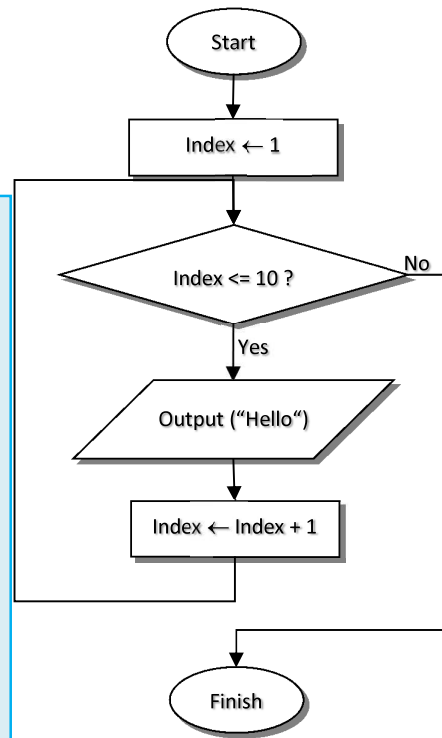 Start
Index ← 1
Index <= 10 ?
No
Yes
Output (“Hello“)
Index ← Index + 1
Finish